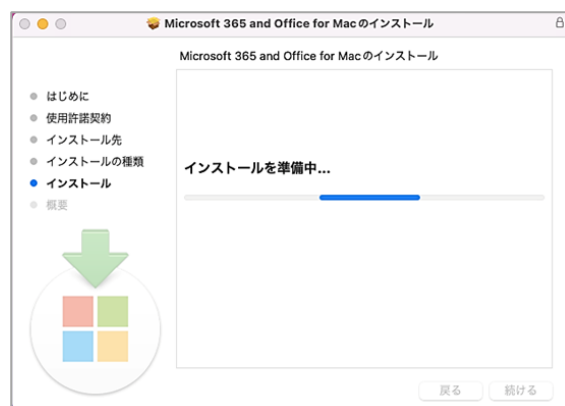 Microsoft 365 and Office for Macのインストール
Microsoft 365 and Office for Macのインストール
はじめに
使用許諾契約
インストール先
インストールの種類
インストール
概要
インストールを準備中...
戻る
続ける